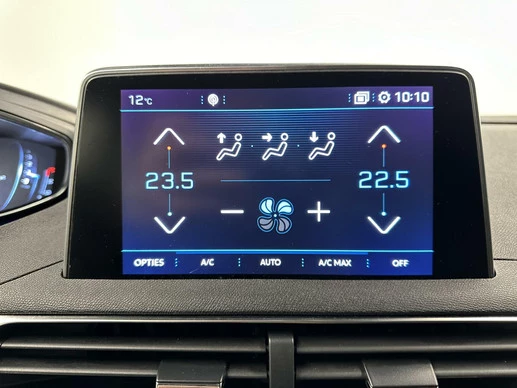 12°C 10:10
23.5 22.5
OPTIES A/C AUTO A/C MAX OFF